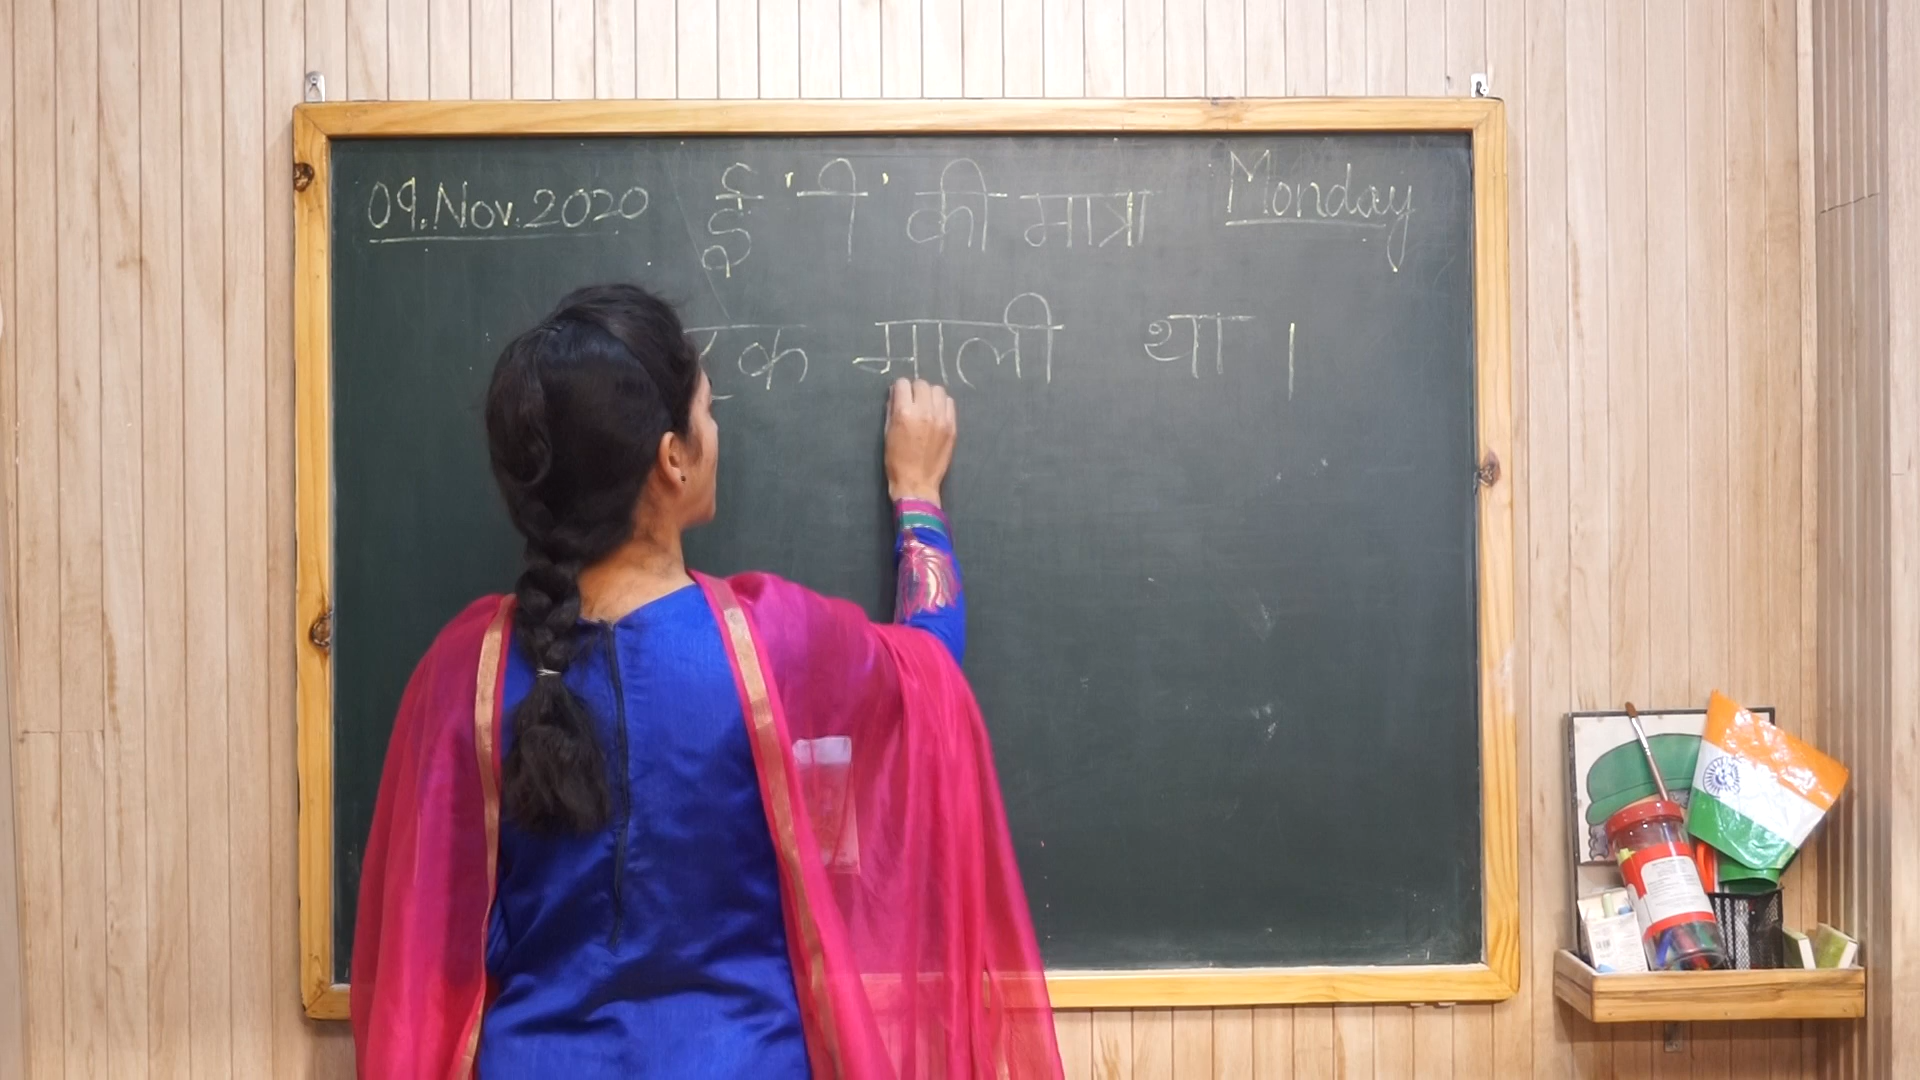 09.Nov.2020 ई 'ी' की मात्रा Monday
एक माली था ।